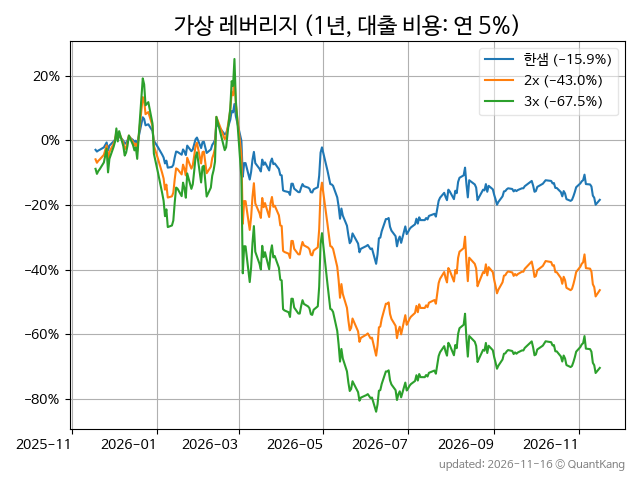 가상 레버리지 (1년, 대출 비용: 연 5%)
한샘 (-15.9%)
2x (-43.0%)
3x (-67.5%)
20%
0%
−20%
−40%
−60%
−80%
2025-11
2026-01
2026-03
2026-05
2026-07
2026-09
2026-11
updated: 2026-11-16 © QuantKang